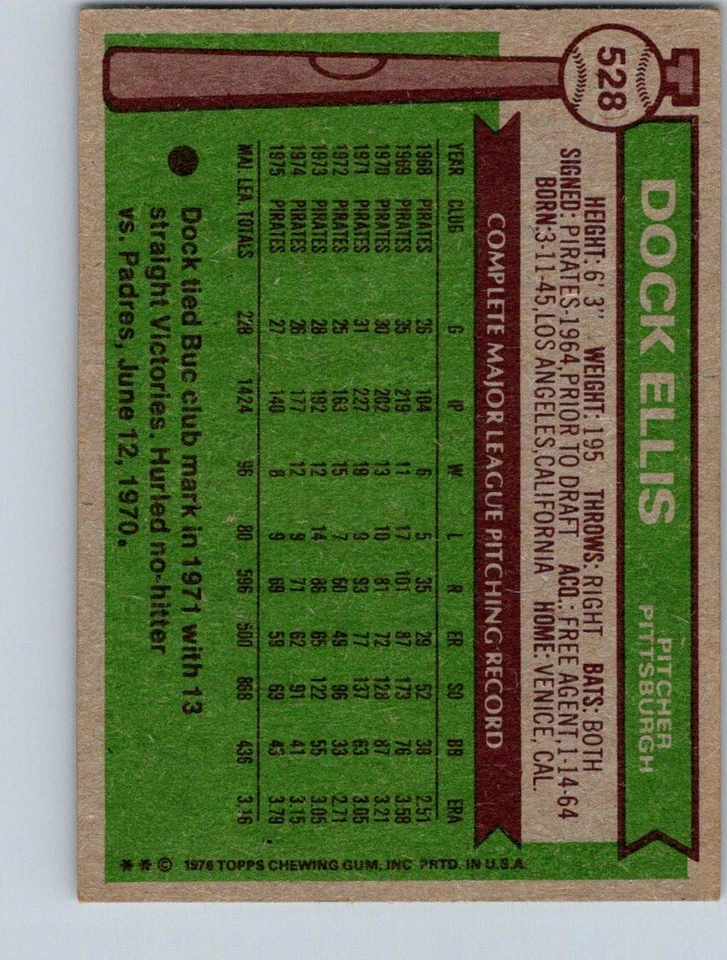 528
DOCK ELLIS
PITCHER
PITTSBURGH
HEIGHT: 6' 3" WEIGHT: 195 THROWS: RIGHT BATS: BOTH
SIGNED: PIRATES-1964, PRIOR TO DRAFT ACQ.: FREE AGENT, 1-14-64
BORN: 3-11-45, LOS ANGELES, CALIFORNIA HOME: VENICE, CAL.
COMPLETE MAJOR LEAGUE PITCHING RECORD
YEAR CLUB G IP W L R ER SO BB ERA
1968 PIRATES 26 104 6 5 35 29 52 38 2.51
1969 PIRATES 35 219 11 17 101 87 173 76 3.58
1970 PIRATES 30 202 13 10 81 72 128 87 3.21
1971 PIRATES 31 227 19 9 93 77 137 63 3.05
1972 PIRATES 25 163 15 7 60 49 96 33 2.71
1973 PIRATES 28 192 12 14 86 65 122 55 3.05
1974 PIRATES 26 177 12 9 71 62 91 41 3.15
1975 PIRATES 27 140 8 9 69 59 69 43 3.79
MAJ. LEA. TOTALS 228 1424 96 80 596 500 868 436 3.16
Dock tied Buc club mark in 1971 with 13
straight Victories. Hurled no-hitter
vs. Padres, June 12, 1970.
** © 1976 TOPPS CHEWING GUM, INC PRTD. IN U.S.A.